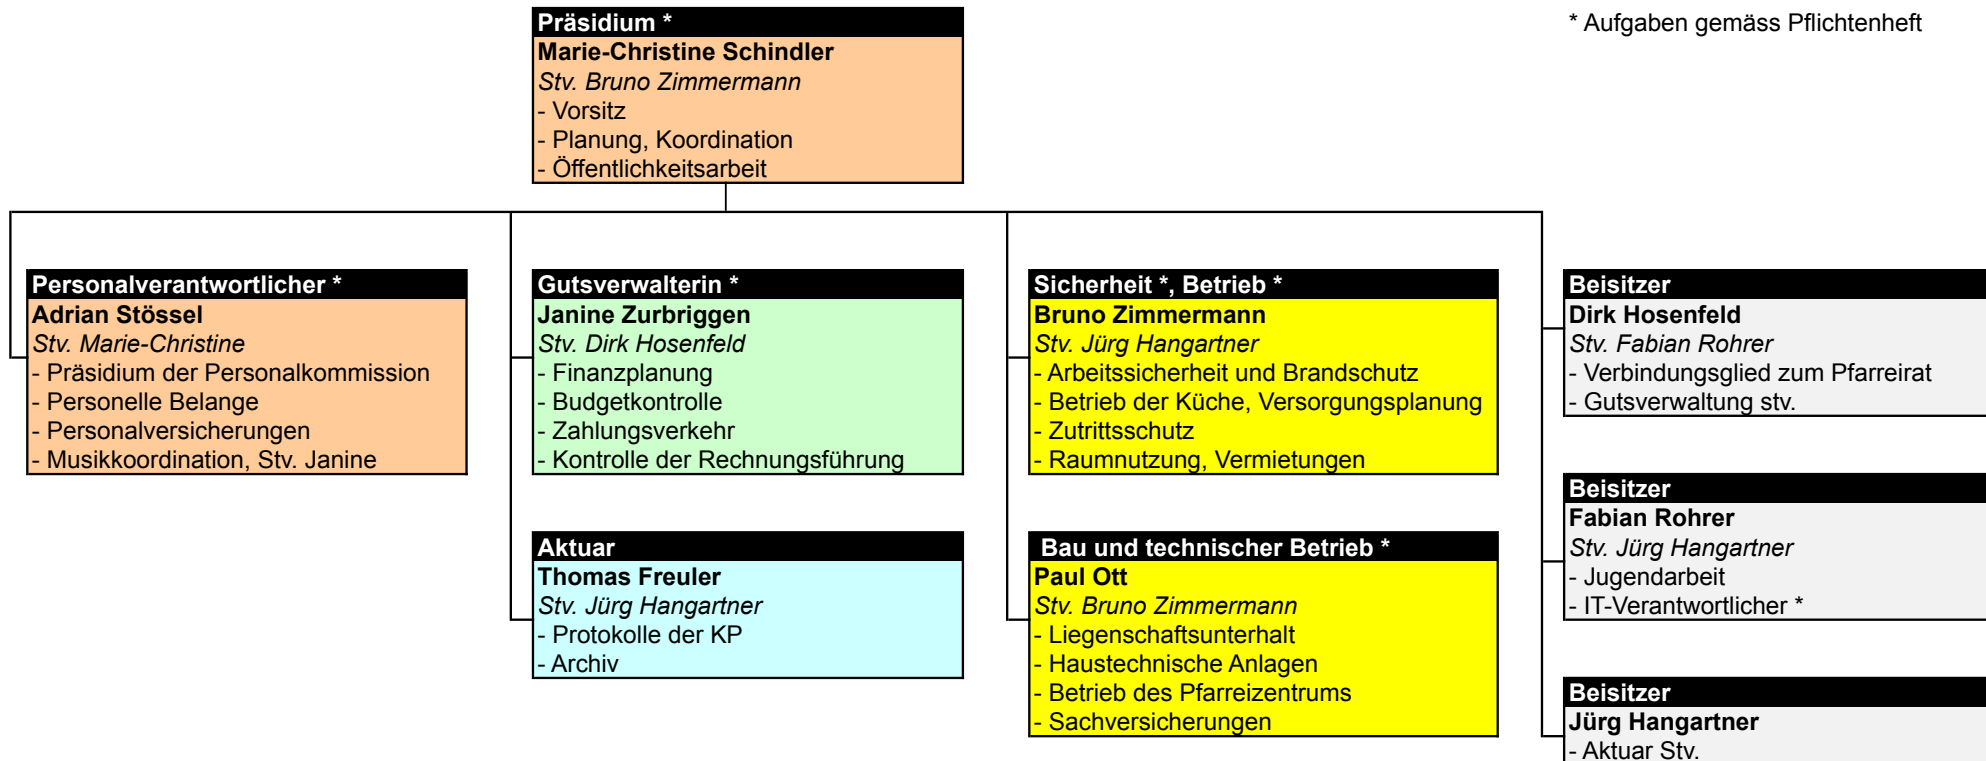 Präsidium *
Marie-Christine Schindler
Stv. Bruno Zimmermann
- Vorsitz
- Planung, Koordination
- Öffentlichkeitsarbeit
* Aufgaben gemäss Pflichtenheft
Personalverantwortlicher *
Adrian Stössel
Stv. Marie-Christine
- Präsidium der Personalkommission
- Personelle Belange
- Personalversicherungen
- Musikkoordination, Stv. Janine
Gutsverwalterin *
Janine Zurbriggen
Stv. Dirk Hosenfeld
- Finanzplanung
- Budgetkontrolle
- Zahlungsverkehr
- Kontrolle der Rechnungsführung
Aktuar
Thomas Freuler
Stv. Jürg Hangartner
- Protokolle der KP
- Archiv
Sicherheit *, Betrieb *
Bruno Zimmermann
Stv. Jürg Hangartner
- Arbeitssicherheit und Brandschutz
- Betrieb der Küche, Versorgungsplanung
- Zutrittsschutz
- Raumnutzung, Vermietungen
Bau und technischer Betrieb *
Paul Ott
Stv. Bruno Zimmermann
- Liegenschaftsunterhalt
- Haustechnische Anlagen
- Betrieb des Pfarreizentrums
- Sachversicherungen
Beisitzer
Dirk Hosenfeld
Stv. Fabian Rohrer
- Verbindungsglied zum Pfarreirat
- Gutsverwaltung stv.
Beisitzer
Fabian Rohrer
Stv. Jürg Hangartner
- Jugendarbeit
- IT-Verantwortlicher *
Beisitzer
Jürg Hangartner
- Aktuar Stv.